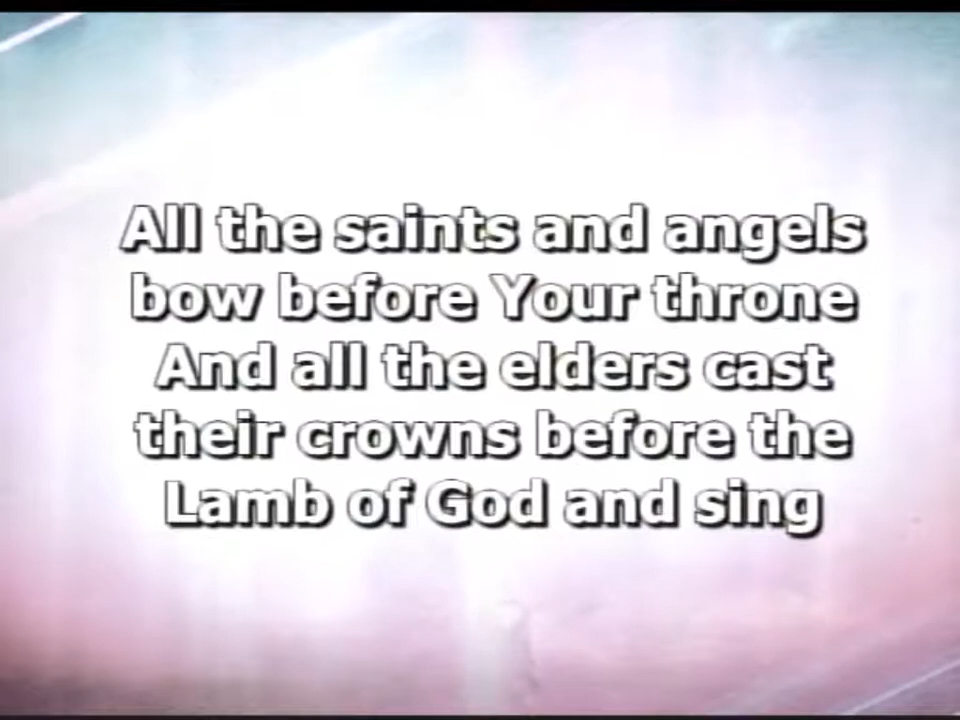 All the saints and angels
bow before Your throne
And all the elders cast
their crowns before the
Lamb of God and sing